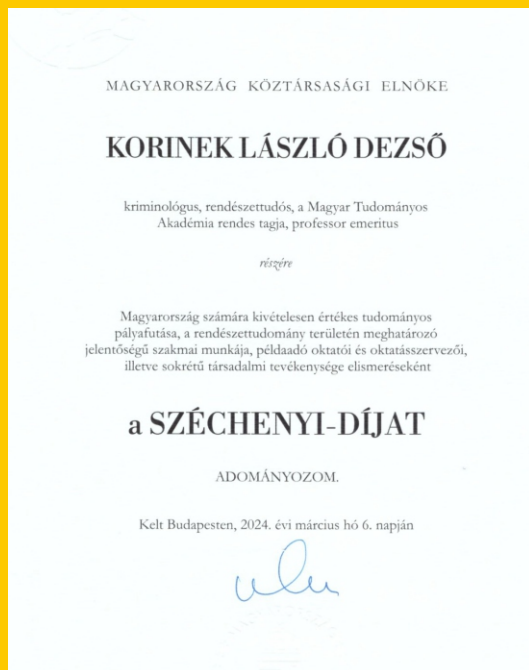 MAGYARORSZÁG KÖZTÁRSASÁGI ELNÖKE
KORINEK LÁSZLÓ DEZSŐ
kriminológus, rendészettudós, a Magyar Tudományos
Akadémia rendes tagja, professor emeritus
részére
Magyarország számára kivételesen értékes tudományos
pályafutása, a rendészettudomány területén meghatározó
jelentőségű szakmai munkája, példaadó oktatói és oktatásszervezői,
illetve sokrétű társadalmi tevékenysége elismeréseként
a SZÉCHENYI-DÍJAT
ADOMÁNYOZOM.
Kelt Budapesten, 2024. évi március hó 6. napján